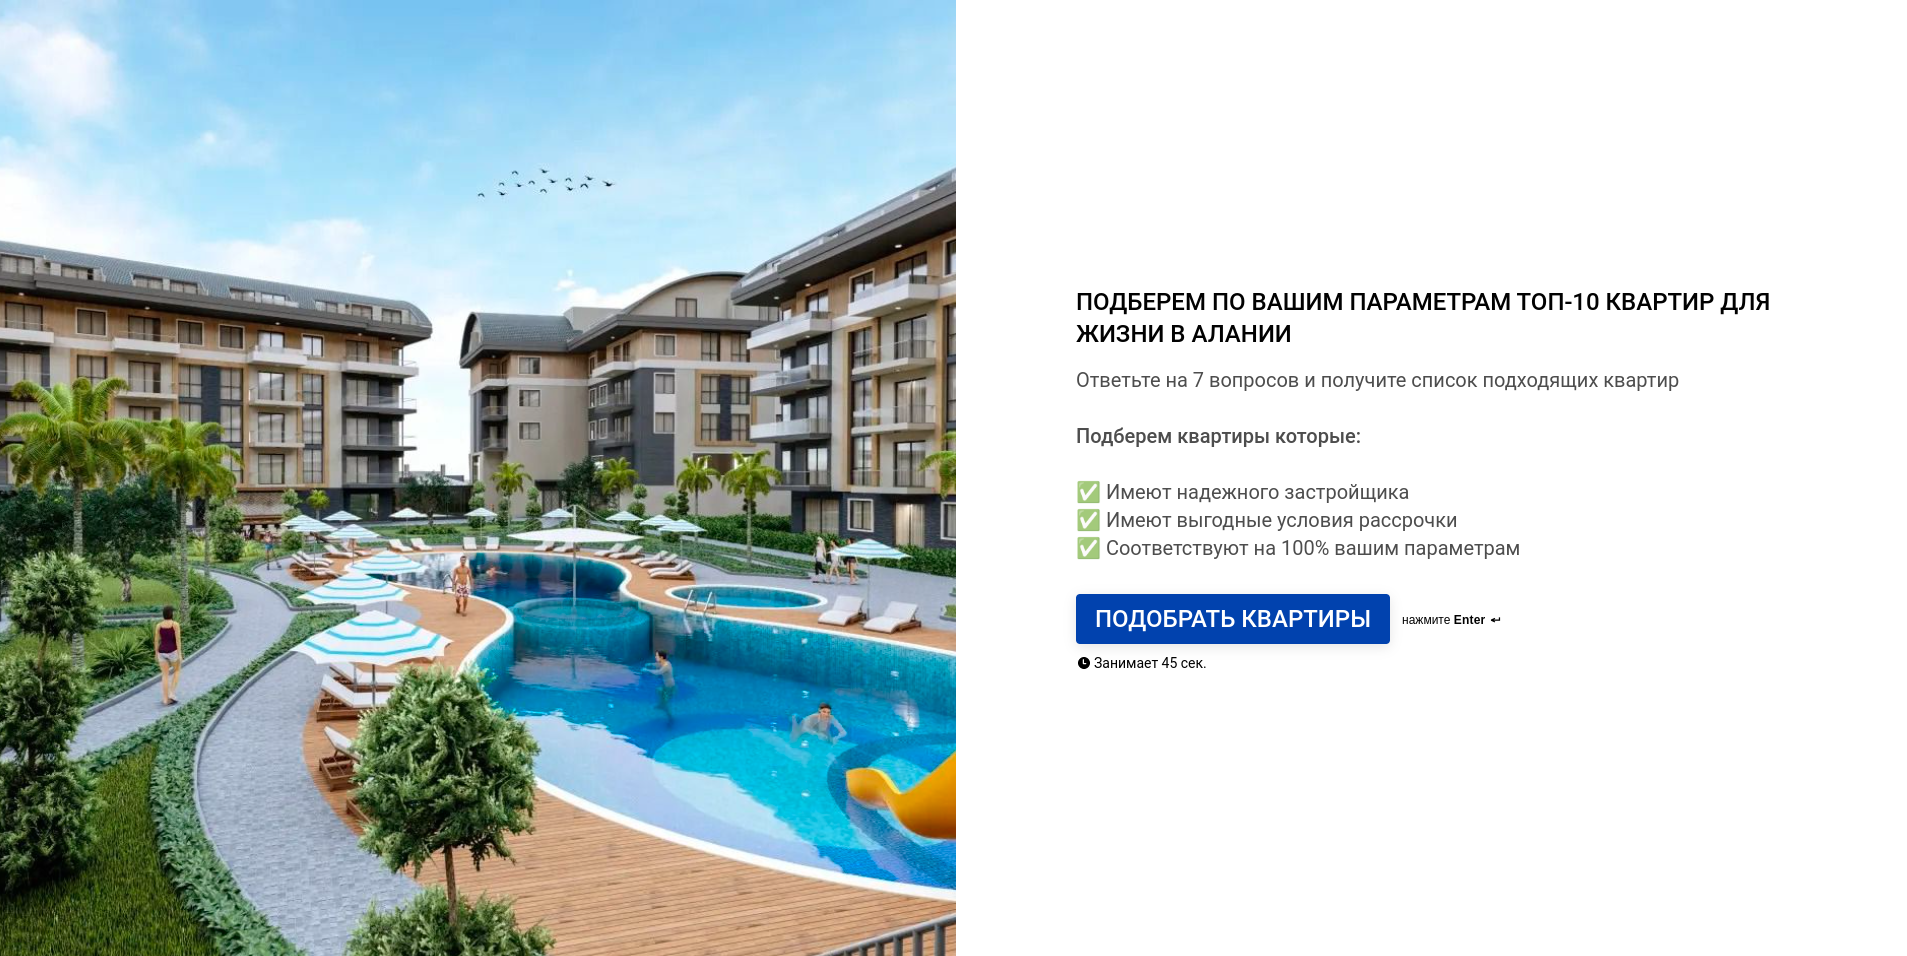 ПОДБЕРЕМ ПО ВАШИМ ПАРАМЕТРАМ ТОП-10 КВАРТИР ДЛЯ
ЖИЗНИ В АЛАНИИ
Ответьте на 7 вопросов и получите список подходящих квартир
Подберем квартиры которые:
✅ Имеют надежного застройщика
✅ Имеют выгодные условия рассрочки
✅ Соответствуют на 100% вашим параметрам
ПОДОБРАТЬ КВАРТИРЫ нажмите Enter ↵
Занимает 45 сек.